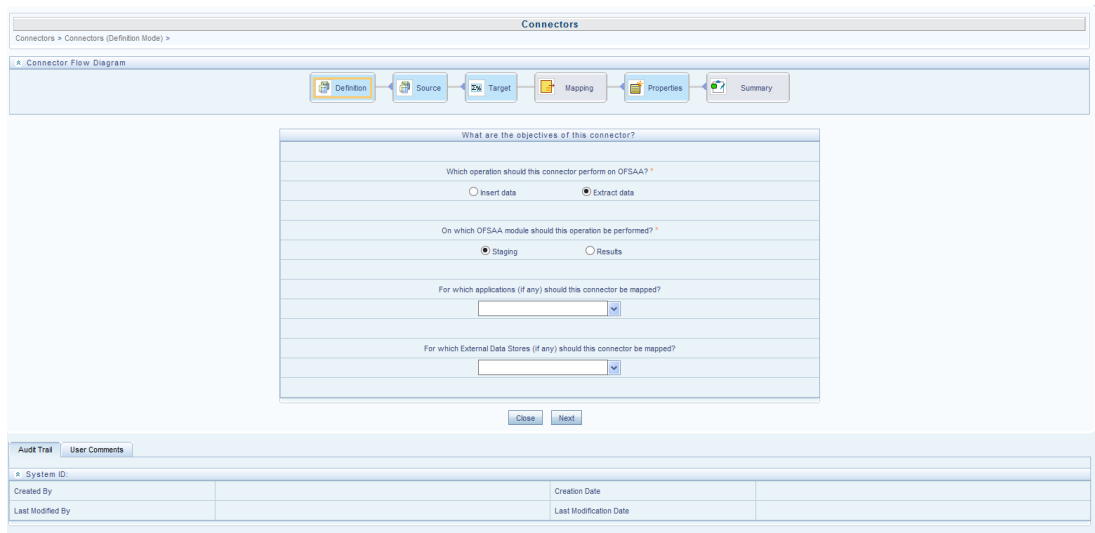 Connectors
Connectors > Connectors (Definition Mode) >
Connector Flow Diagram
Definition Source Target Mapping Properties Summary
What are the objectives of this connector?
Which operation should this connector perform on OFSAA? *
Insert data Extract data
On which OFSAA module should this operation be performed? *
Staging Results
For which applications (if any) should this connector be mapped?
For which External Data Stores (if any) should this connector be mapped?
Close Next
Audit Trail User Comments
System ID:
Created By Creation Date
Last Modified By Last Modification Date